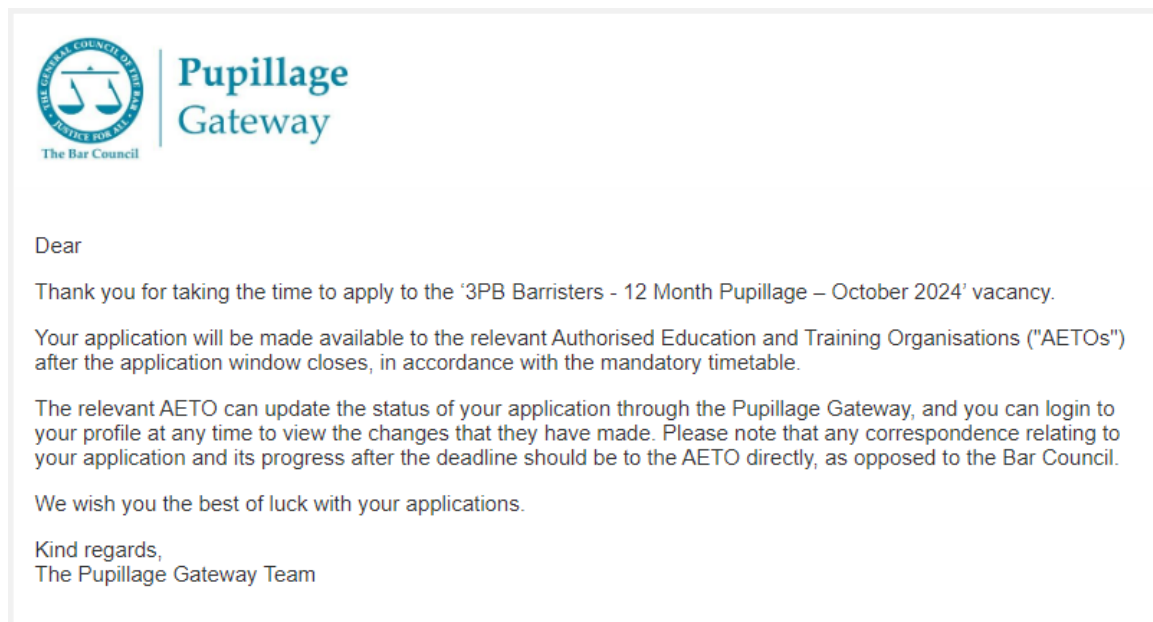 THE GENERAL COUNCIL OF THE BAR
JUSTICE FOR ALL
The Bar Council
Pupillage
Gateway
Dear
Thank you for taking the time to apply to the ‘3PB Barristers - 12 Month Pupillage – October 2024’ vacancy.
Your application will be made available to the relevant Authorised Education and Training Organisations ("AETOs")
after the application window closes, in accordance with the mandatory timetable.
The relevant AETO can update the status of your application through the Pupillage Gateway, and you can login to
your profile at any time to view the changes that they have made. Please note that any correspondence relating to
your application and its progress after the deadline should be to the AETO directly, as opposed to the Bar Council.
We wish you the best of luck with your applications.
Kind regards,
The Pupillage Gateway Team